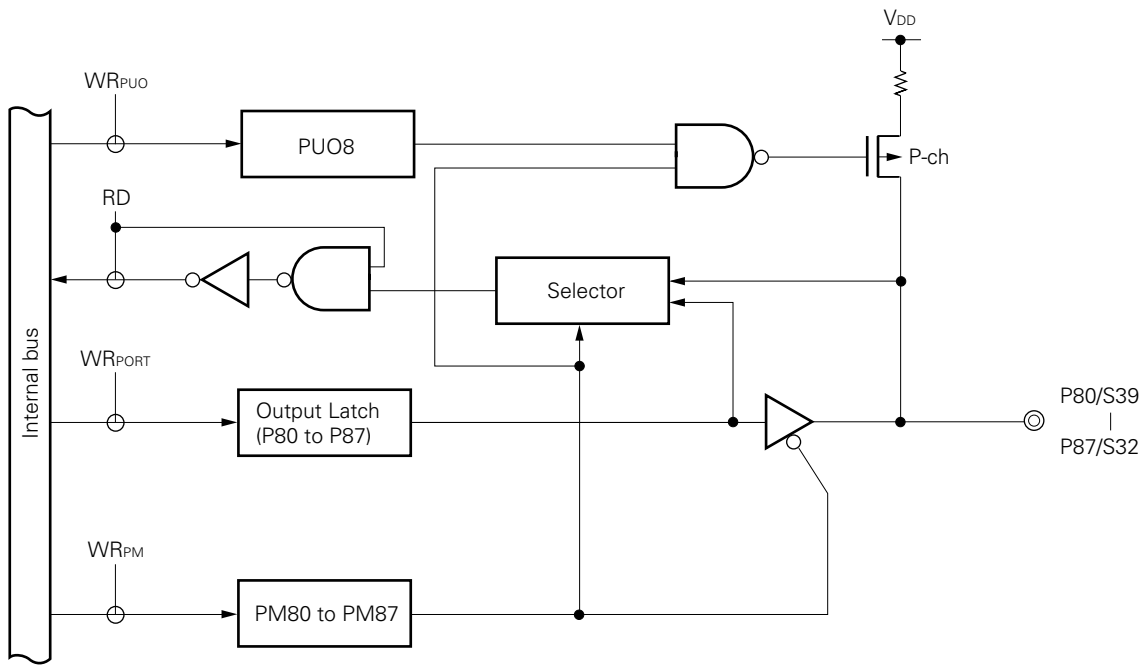 VDD
WRPUO
PUO8
P-ch
RD
Selector
Internal bus
WRPORT
Output Latch
(P80 to P87)
P80/S39
P87/S32
WRPM
PM80 to PM87